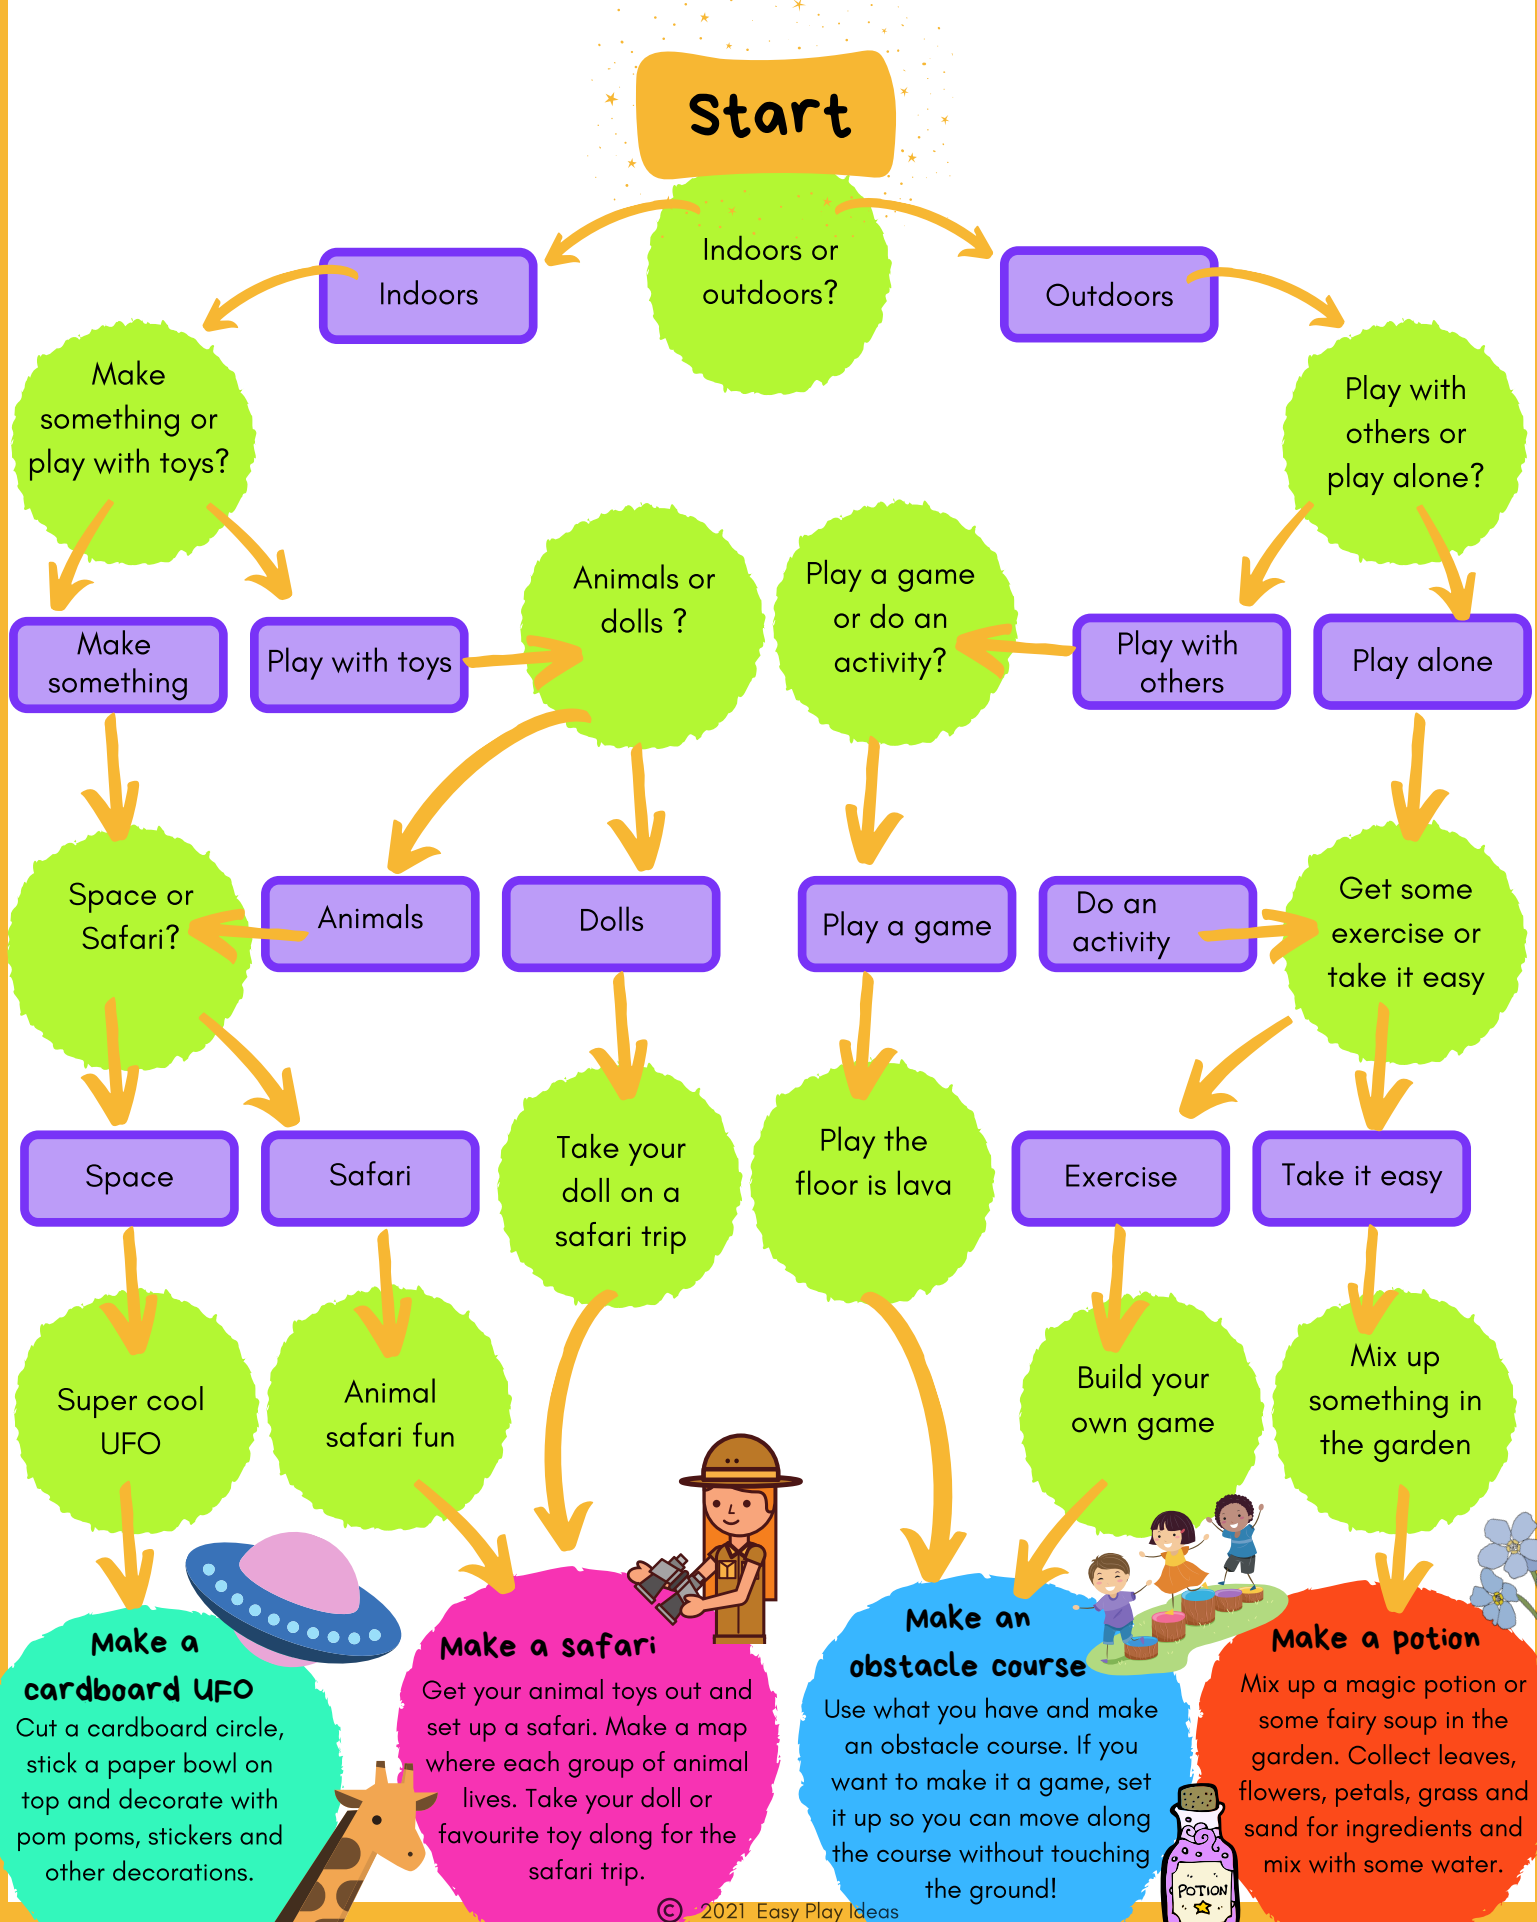 Start
Indoors or
outdoors?
Indoors
Outdoors
Make
something or
play with toys?
Play with
others or
play alone?
Animals or
dolls ?
Play a game
or do an
activity?
Make
something
Play with toys
Play with
others
Play alone
Space or
Safari?
Animals
Dolls
Play a game
Do an
activity
Get some
exercise or
take it easy
Space
Safari
Take your
doll on a
safari trip
Play the
floor is lava
Exercise
Take it easy
Super cool
UFO
Animal
safari fun
Build your
own game
Mix up
something in
the garden
Make a
cardboard UFO
Cut a cardboard circle,
stick a paper bowl on
top and decorate with
pom poms, stickers and
other decorations.
Make a safari
Get your animal toys out and
set up a safari. Make a map
where each group of animal
lives. Take your doll or
favourite toy along for the
safari trip.
Make an
obstacle course
Use what you have and make
an obstacle course. If you
want to make it a game, set
it up so you can move along
the course without touching
the ground!
Make a potion
Mix up a magic potion or
some fairy soup in the
garden. Collect leaves,
flowers, petals, grass and
sand for ingredients and
mix with some water.
POTION
© 2021 Easy Play Ideas